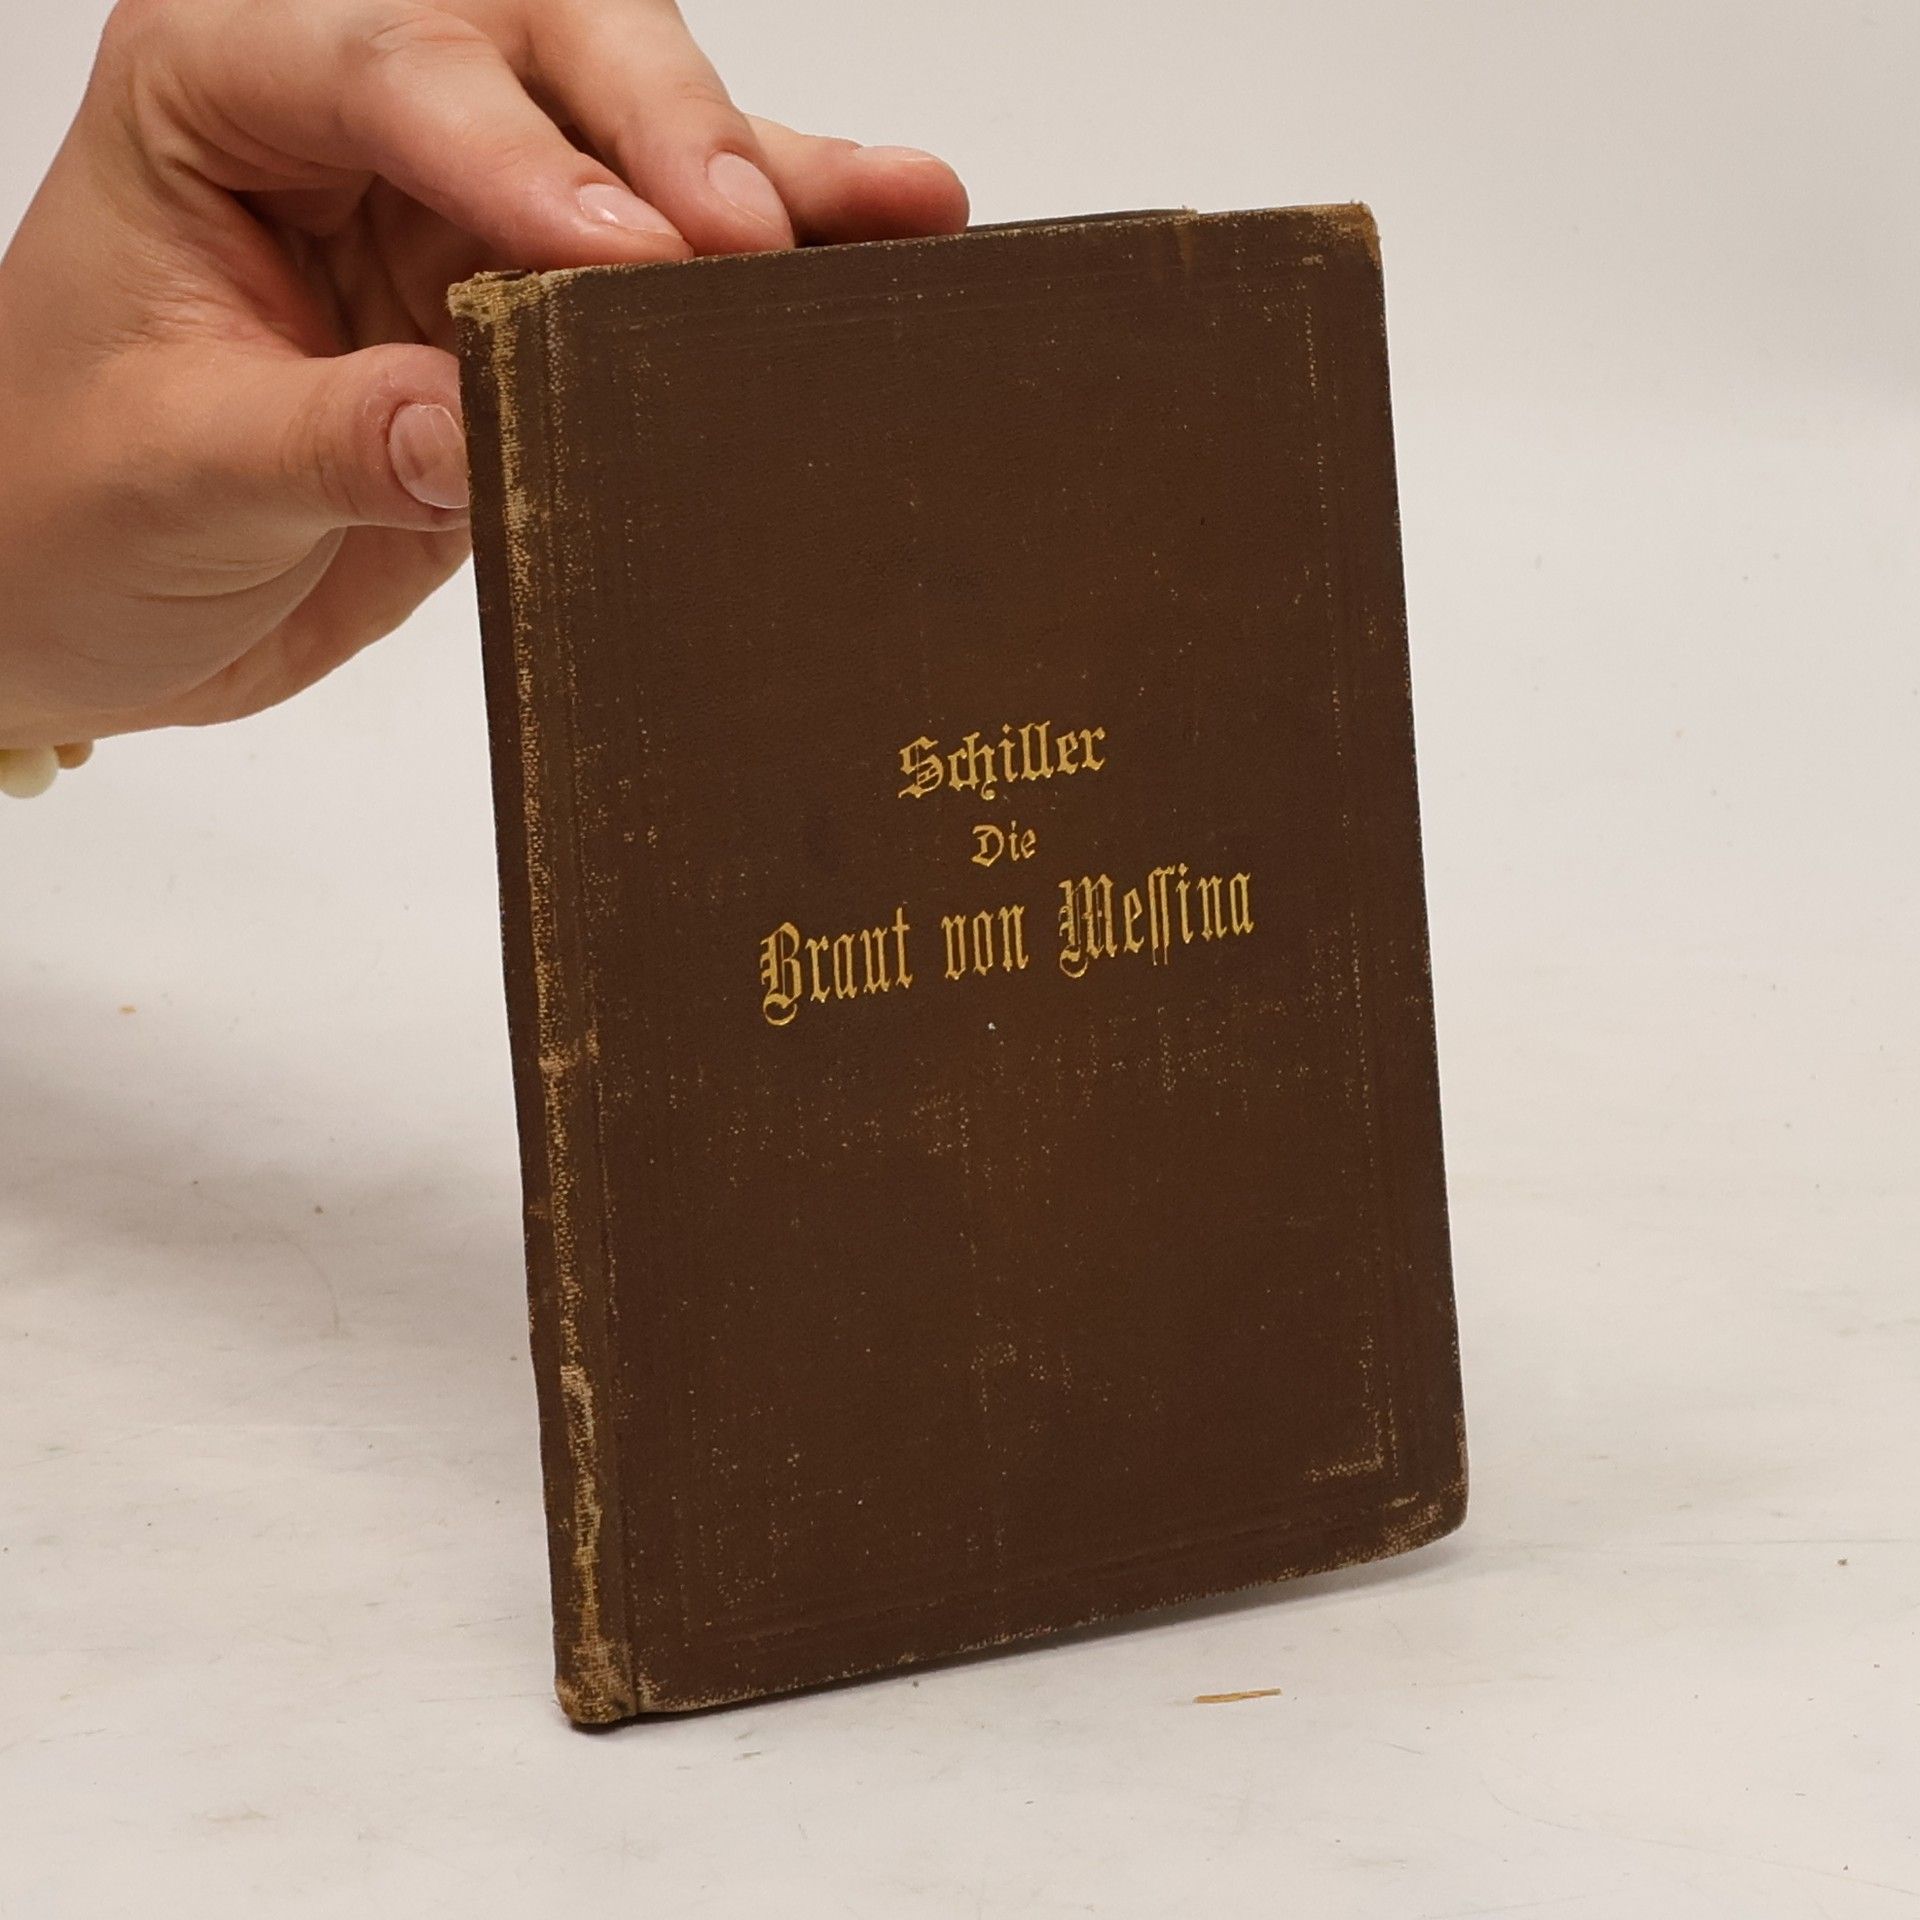 Schiller
Die
Braut von Meſſina